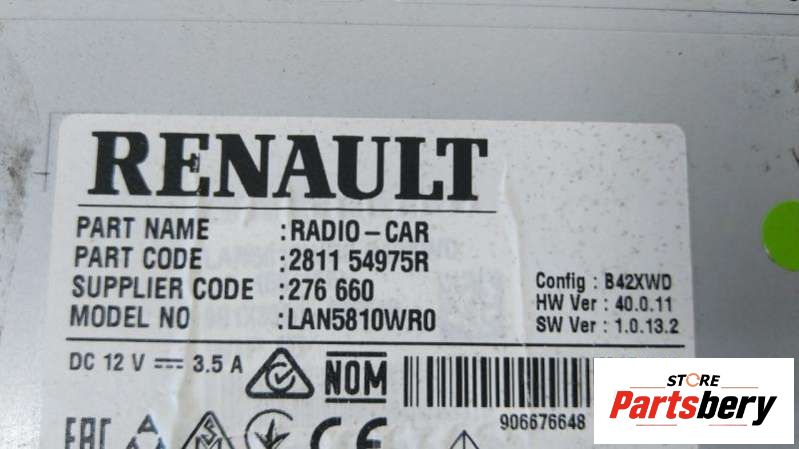 RENAULT
PART NAME :RADIO-CAR
PART CODE :2811 54975R
SUPPLIER CODE :276 660
MODEL NO :LAN5810WR0
Config : B42XWD
HW Ver : 40.0.11
SW Ver : 1.0.13.2
DC 12 V 3.5 A
NOM
906676648
EAC
CE
STORE
Partsbery